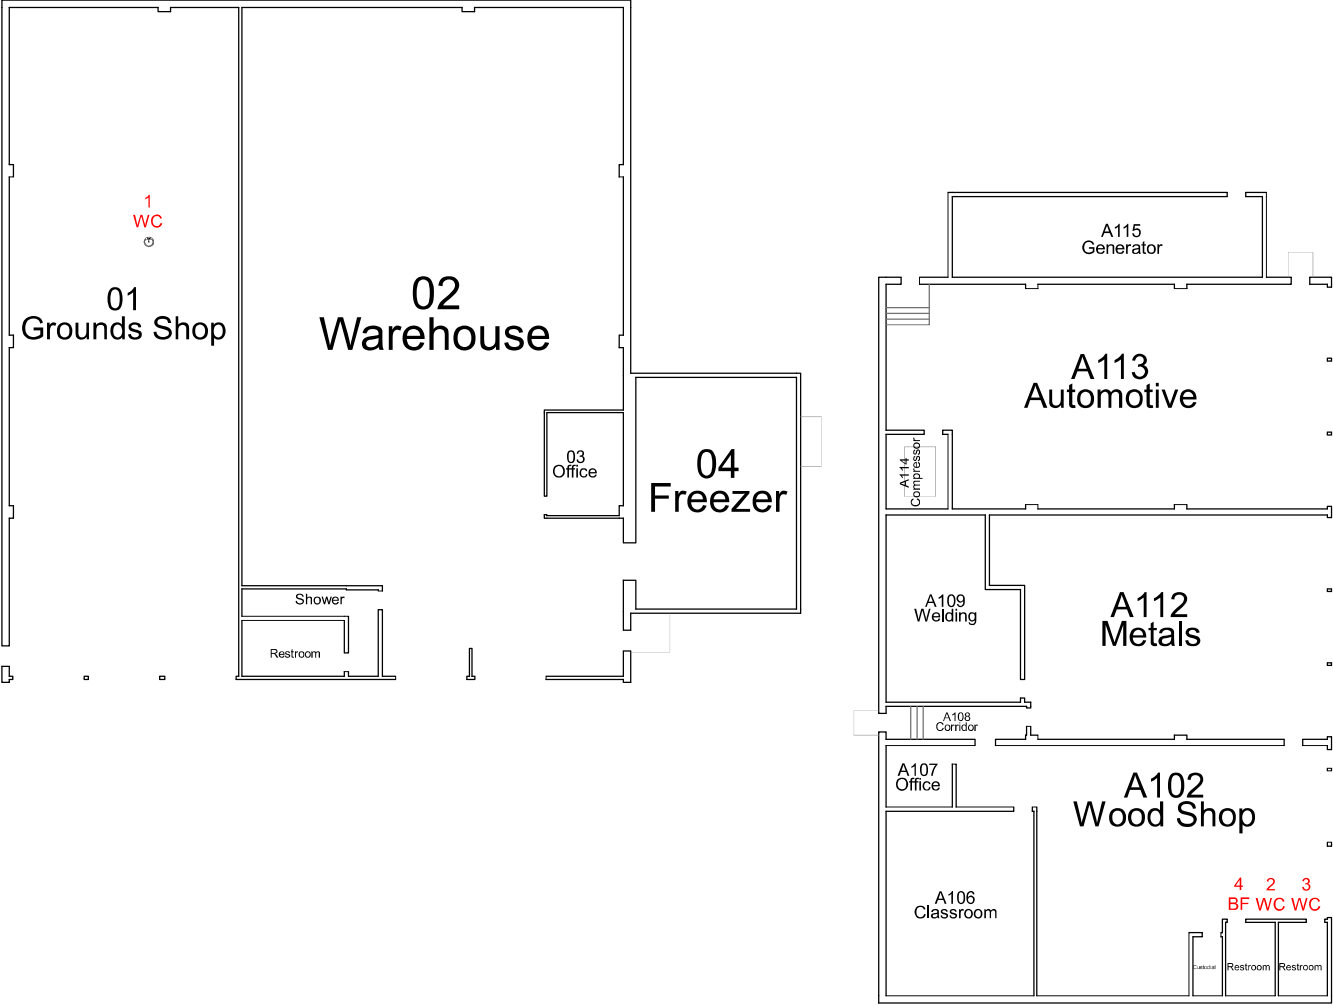 1
WC
01
Grounds Shop
02
Warehouse
03
Office
04
Freezer
Shower
Restroom
A115
Generator
A113
Automotive
A114
Compressor
A109
Welding
A112
Metals
A108
Corridor
A107
Office
A102
Wood Shop
A106
Classroom
4
BF
2
WC
3
WC
Custodial
Restroom
Restroom